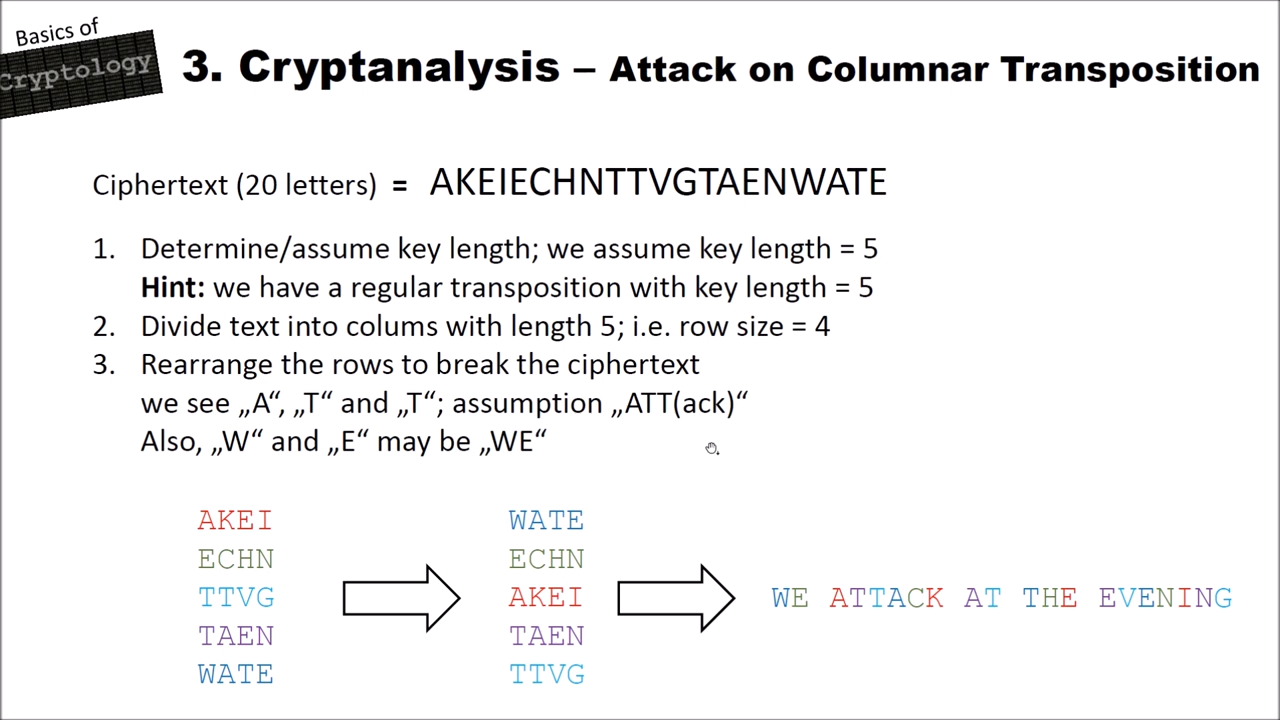 Basics of
Cryptology
3. Cryptanalysis – Attack on Columnar Transposition
Ciphertext (20 letters) = AKEIECHNTTVGTAENWATE
1. Determine/assume key length; we assume key length = 5
Hint: we have a regular transposition with key length = 5
2. Divide text into colums with length 5; i.e. row size = 4
3. Rearrange the rows to break the ciphertext
we see „A“, „T“ and „T“; assumption „ATT(ack)“
Also, „W“ and „E“ may be „WE“
AKEI
ECHN
TTVG
TAEN
WATE
WATE
ECHN
AKEI
TAEN
TTVG
WE ATTACK AT THE EVENING